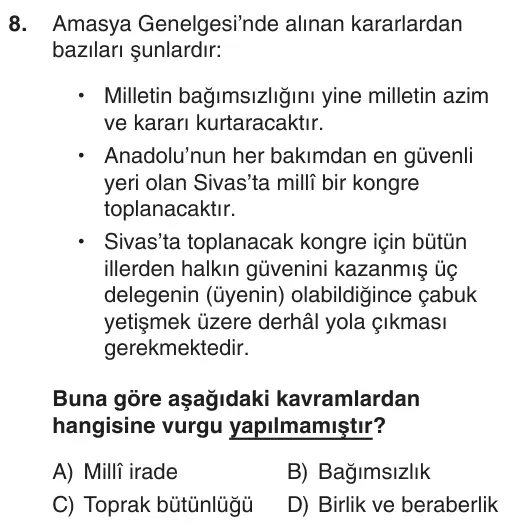 8. Amasya Genelgesi'nde alınan kararlardan
bazıları şunlardır:
• Milletin bağımsızlığını yine milletin azim
ve kararı kurtaracaktır.
• Anadolu'nun her bakımdan en güvenli
yeri olan Sivas'ta millî bir kongre
toplanacaktır.
• Sivas'ta toplanacak kongre için bütün
illerden halkın güvenini kazanmış üç
delegenin (üyenin) olabildiğince çabuk
yetişmek üzere derhâl yola çıkması
gerekmektedir.
Buna göre aşağıdaki kavramlardan
hangisine vurgu yapılmamıştır?
A) Millî irade B) Bağımsızlık
C) Toprak bütünlüğü D) Birlik ve beraberlik